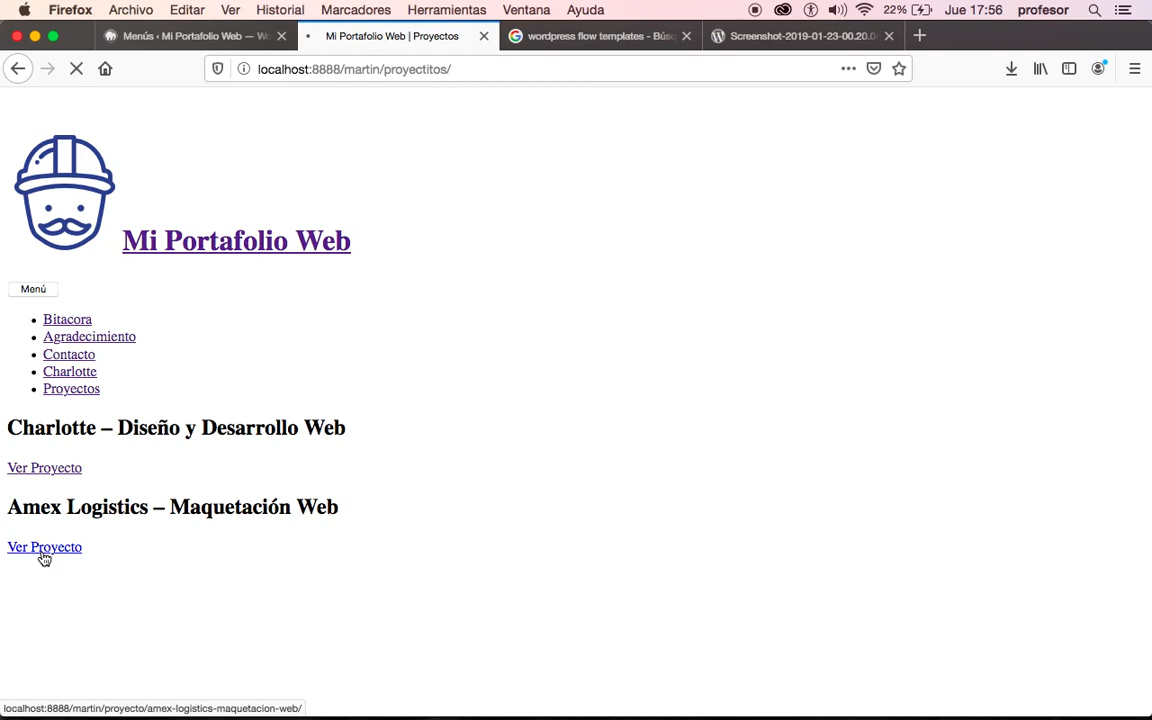 Firefox Archivo Editar Ver Historial Marcadores Herramientas Ventana Ayuda 22% Jue 17:56 profesor
Menús ‹ Mi Portafolio Web — W
Mi Portafolio Web | Proyectos
wordpress flow templates - Bús
Screenshot-2019-01-23-00.20.0
localhost:8888/martin/proyectitos/
Mi Portafolio Web
Menú
Bitacora
Agradecimiento
Contacto
Charlotte
Proyectos
Charlotte – Diseño y Desarrollo Web
Ver Proyecto
Amex Logistics – Maquetación Web
Ver Proyecto
localhost:8888/martin/proyecto/amex-logistics-maquetacion-web/